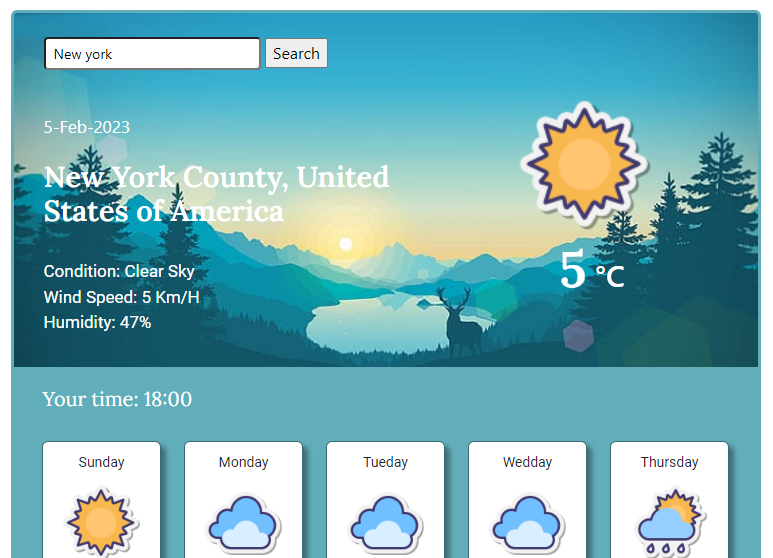 New york
Search
5-Feb-2023
New York County, United
States of America
Condition: Clear Sky
Wind Speed: 5 Km/H
Humidity: 47%
5 °C
Your time: 18:00
Sunday
Monday
Tueday
Wedday
Thursday